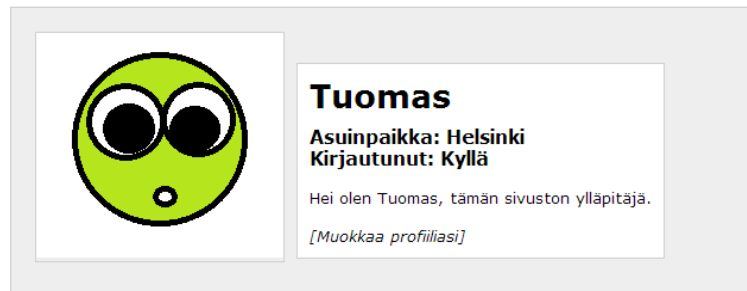 Tuomas
Asuinpaikka: Helsinki
Kirjautunut: Kyllä
Hei olen Tuomas, tämän sivuston ylläpitäjä.
[Muokkaa profiiliasi]